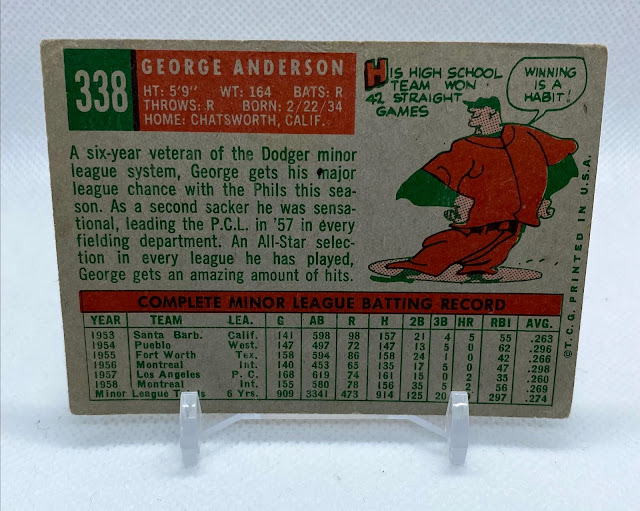 338
GEORGE ANDERSON
HT: 5'9" WT: 164 BATS: R
THROWS: R BORN: 2/22/34
HOME: CHATSWORTH, CALIF.
A six-year veteran of the Dodger minor
league system, George gets his major
league chance with the Phils this sea-
son. As a second sacker he was sensa-
tional, leading the P.C.L. in '57 in every
fielding department. An All-Star selec-
tion in every league he has played,
George gets an amazing amount of hits.
HIS HIGH SCHOOL
TEAM WON
42 STRAIGHT
GAMES
WINNING IS
A HABIT!
COMPLETE MINOR LEAGUE BATTING RECORD
YEAR TEAM LEA. G AB R H 2B 3B HR RBI AVG.
1953 Santa Barb. Calif. 141 598 98 157 21 4 5 55 .263
1954 Pueblo West. 147 497 72 147 13 5 0 62 .296
1955 Fort Worth Tex. 158 594 86 158 24 1 0 42 .266
1956 Montreal Int. 140 453 65 135 17 5 0 47 .298
1957 Los Angeles P. C. 168 619 74 161 15 0 2 35 .260
1958 Montreal Int. 155 580 78 156 35 5 2 56 .269
Minor League Totals 6 Yrs. 909 3341 473 914 125 20 297 .274
©T.C.G. PRINTED IN U.S.A.